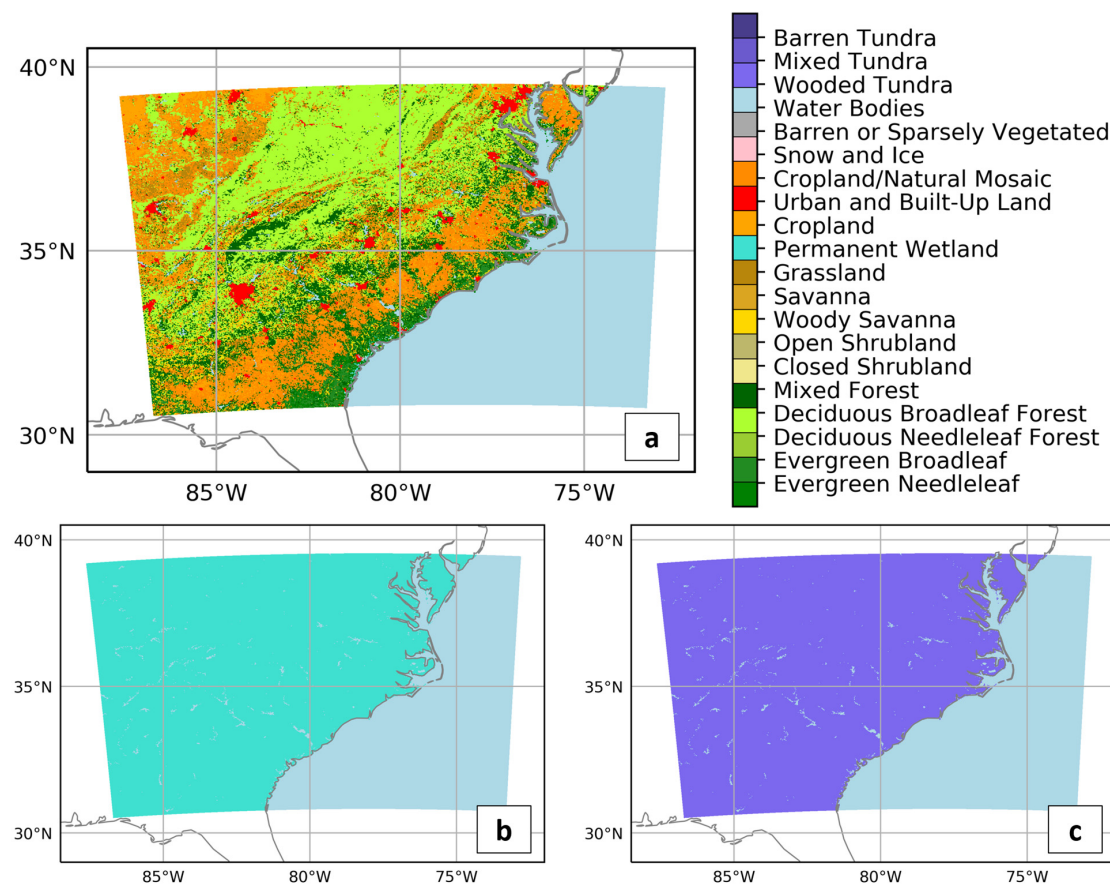 40°N
35°N
30°N
85°W
80°W
75°W
a
Barren Tundra
Mixed Tundra
Wooded Tundra
Water Bodies
Barren or Sparsely Vegetated
Snow and Ice
Cropland/Natural Mosaic
Urban and Built-Up Land
Cropland
Permanent Wetland
Grassland
Savanna
Woody Savanna
Open Shrubland
Closed Shrubland
Mixed Forest
Deciduous Broadleaf Forest
Deciduous Needleleaf Forest
Evergreen Broadleaf
Evergreen Needleleaf
40°N
35°N
30°N
85°W
80°W
75°W
b
40°N
35°N
30°N
85°W
80°W
75°W
c